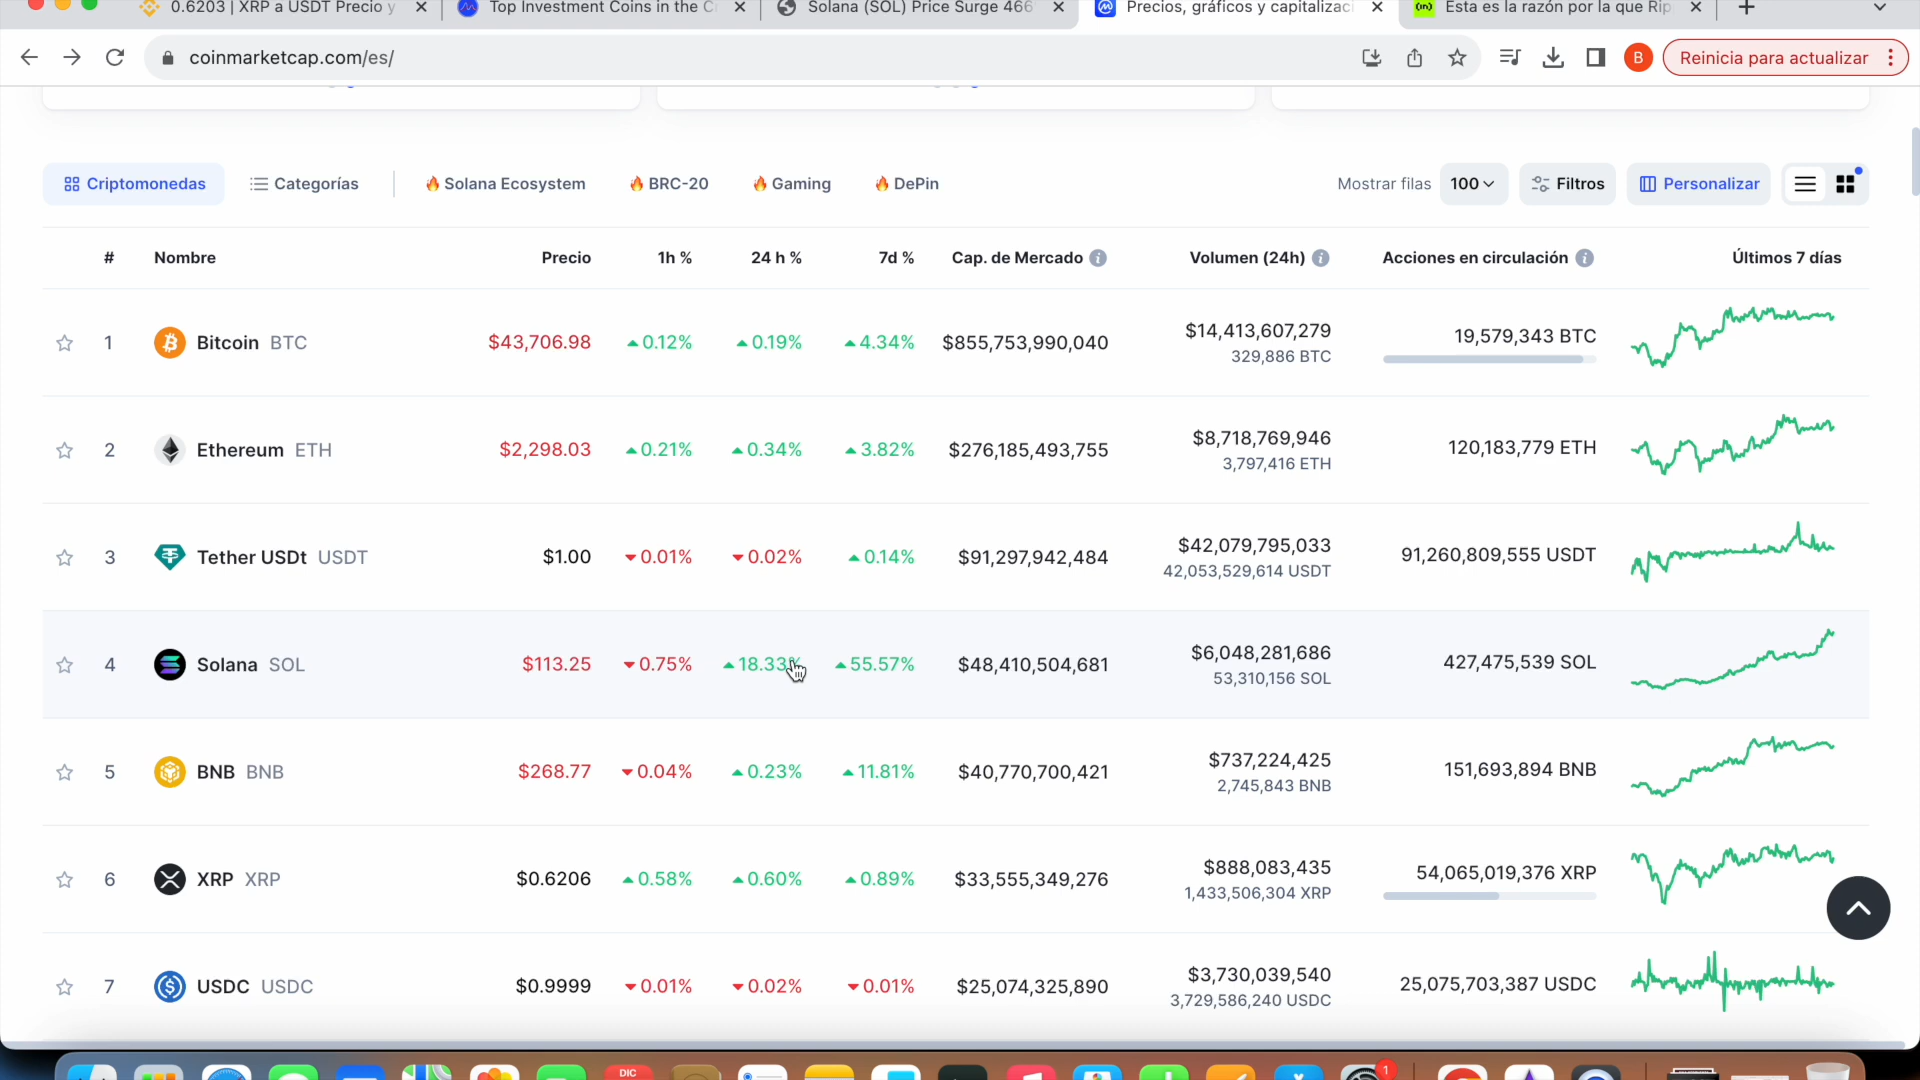 0.6203 | XRP a USDT Precio y
Top Investment Coins in the C
Solana (SOL) Price Surge 466
Precios, gráficos y capitalizaci
(in) Esta es la razón por la que Rip
coinmarketcap.com/es/
B
Reinicia para actualizar
Criptomonedas
Categorías
Solana Ecosystem
BRC-20
Gaming
DePin
Mostrar filas
100
Filtros
Personalizar
# Nombre Precio 1h % 24 h % 7d % Cap. de Mercado Volumen (24h) Acciones en circulación Últimos 7 días
1 Bitcoin BTC $43,706.98 0.12% 0.19% 4.34% $855,753,990,040 $14,413,607,279 19,579,343 BTC
329,886 BTC
2 Ethereum ETH $2,298.03 0.21% 0.34% 3.82% $276,185,493,755 $8,718,769,946 120,183,779 ETH
3,797,416 ETH
3 Tether USDt USDT $1.00 0.01% 0.02% 0.14% $91,297,942,484 $42,079,795,033 91,260,809,555 USDT
42,053,529,614 USDT
4 Solana SOL $113.25 0.75% 18.33% 55.57% $48,410,504,681 $6,048,281,686 427,475,539 SOL
53,310,156 SOL
5 BNB BNB $268.77 0.04% 0.23% 11.81% $40,770,700,421 $737,224,425 151,693,894 BNB
2,745,843 BNB
6 XRP XRP $0.6206 0.58% 0.60% 0.89% $33,555,349,276 $888,083,435 54,065,019,376 XRP
1,433,506,304 XRP
7 USDC USDC $0.9999 0.01% 0.02% 0.01% $25,074,325,890 $3,730,039,540 25,075,703,387 USDC
3,729,586,240 USDC
DIC
1